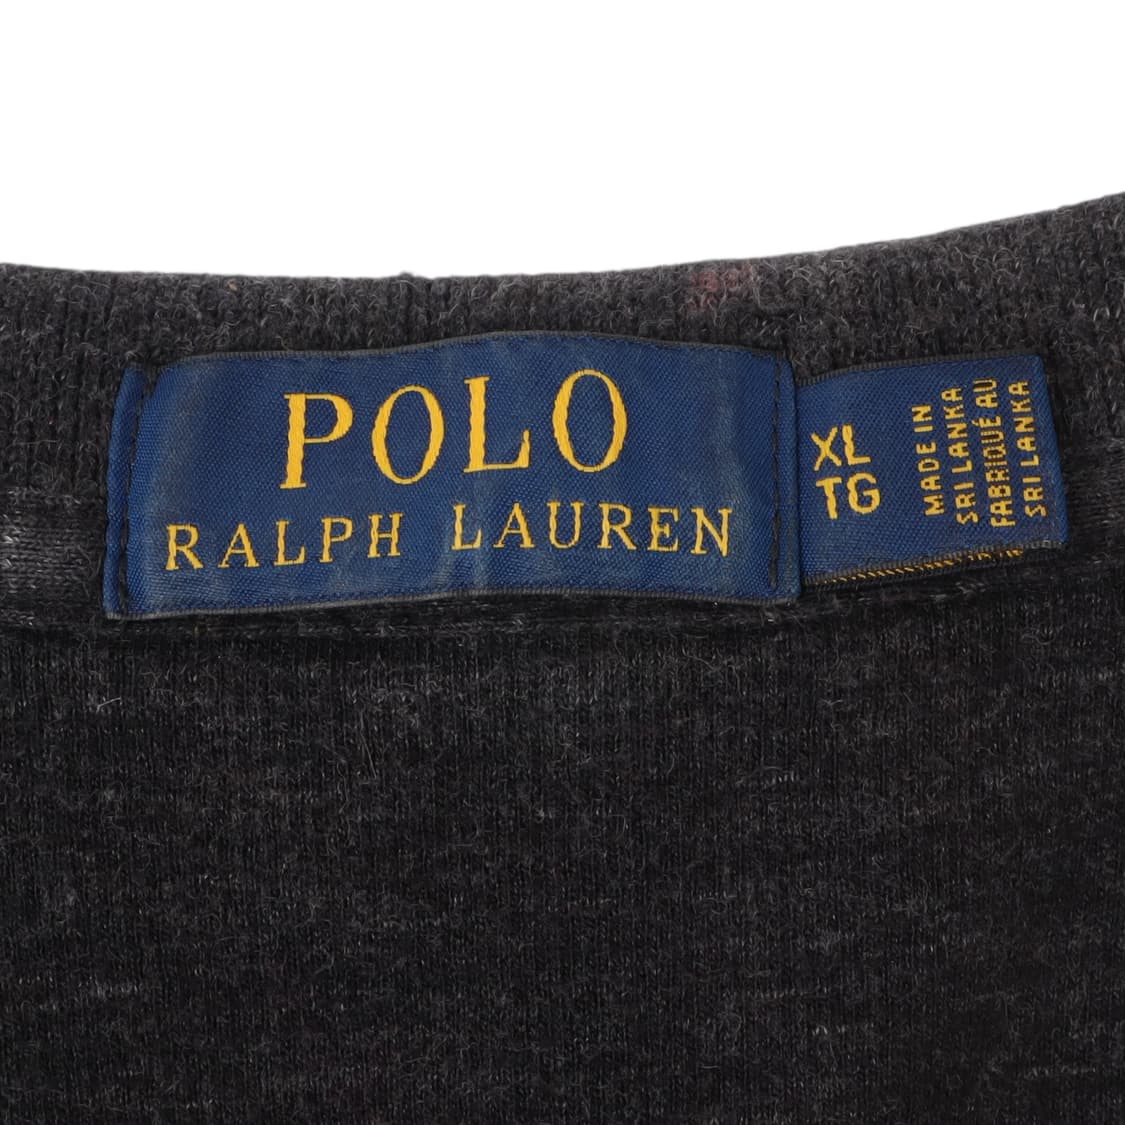 POLO
RALPH LAUREN
XL
TG
MADE IN
SRI LANKA
FABRIQUÉ AU
SRI LANKA